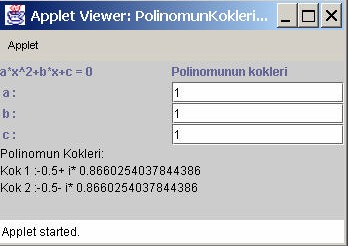 Applet Viewer: PolinomunKokleri...
Applet
a*x^2+b*x+c = 0 Polinomunun kokleri
a : 1
b : 1
c : 1
Polinomun Kokleri:
Kok 1 :-0.5+ i* 0.8660254037844386
Kok 2 :-0.5- i* 0.8660254037844386
Applet started.